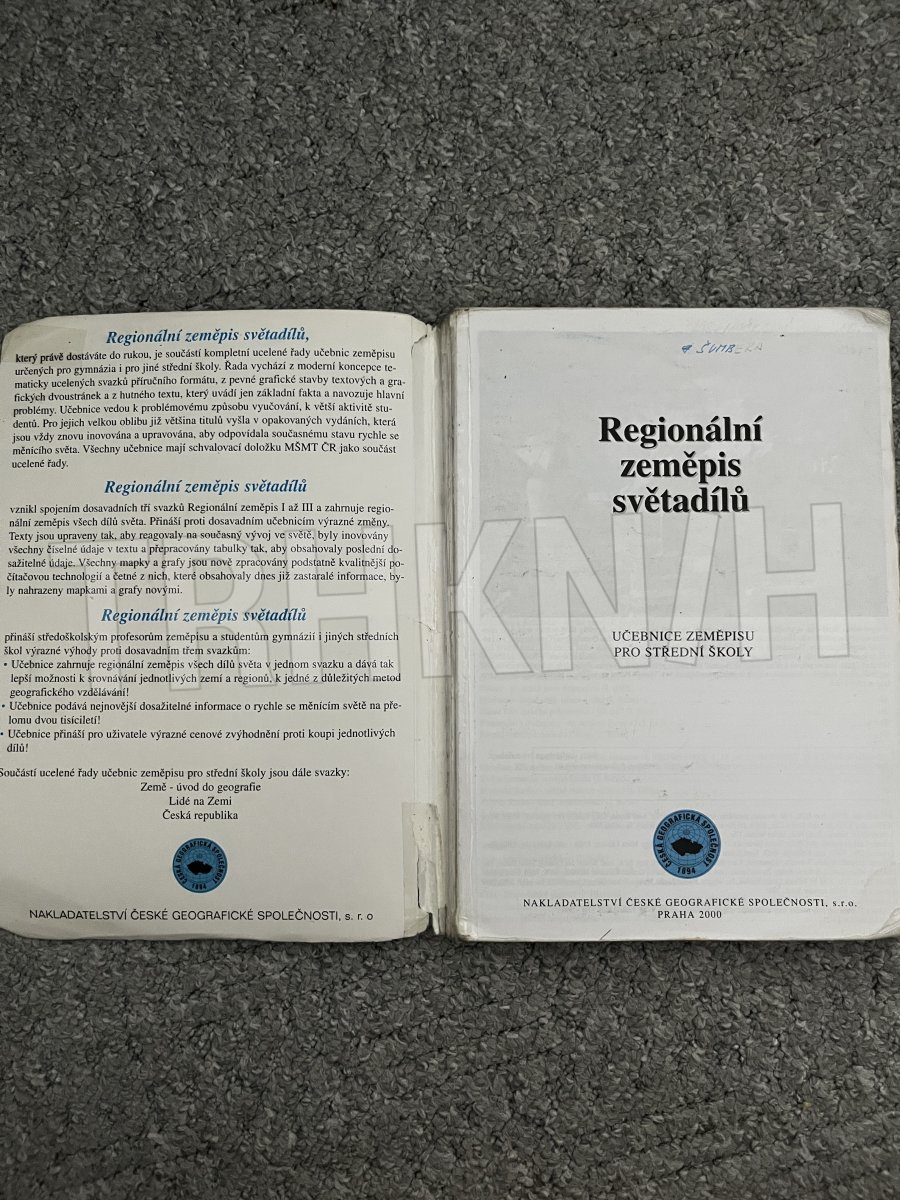 Regionální zeměpis světadílů,
který právě dostáváte do rukou, je součástí kompletní ucelené řady učebnic zeměpisu
určených pro gymnázia i pro jiné střední školy. Řada vychází z moderní koncepce te-
maticky ucelených svazků příručního formátu, z pevné grafické stavby textových a gra-
fických dvoustránek a z hutného textu, který uvádí jen základní fakta a navozuje hlavní
problémy. Učebnice vedou k problémovému způsobu vyučování, k větší aktivitě stu-
dentů. Pro jejich velkou oblibu již většina titulů vyšla v opakovaných vydáních, která
jsou vždy znovu inovována a upravována, aby odpovídala současnému stavu rychle se
měnícího světa. Všechny učebnice mají schvalovací doložku MŠMT ČR jako součást
ucelené řady.
Regionální zeměpis světadílů
vznikl spojením dosavadních tří svazků Regionální zeměpis I až III a zahrnuje regio-
nální zeměpis všech dílů světa. Přináší proti dosavadním učebnicím výrazné změny.
Texty jsou upraveny tak, aby reagovaly na současný vývoj ve světě, byly inovovány
všechny číselné údaje v textu a přepracovány tabulky tak, aby obsahovaly poslední do-
sažitelné údaje. Všechny mapky a grafy jsou nově zpracovány podstatně kvalitnější po-
čítačovou technologií a četné z nich, které obsahovaly dnes již zastaralé informace, by-
ly nahrazeny mapkami a grafy novými.
Regionální zeměpis světadílů
přináší středoškolským profesorům zeměpisu a studentům gymnázií i jiných středních
škol výrazné výhody proti dosavadním třem svazkům:
• Učebnice zahrnuje regionální zeměpis všech dílů světa v jednom svazku a dává tak
lepší možnosti k srovnávání jednotlivých zemí a regionů, k jedné z důležitých metod
geografického vzdělávání!
• Učebnice podává nejnovější dosažitelné informace o rychle se měnícím světě na pře-
lomu dvou tisíciletí!
• Učebnice přináší pro uživatele výrazné cenové zvýhodnění proti koupi jednotlivých
dílů!
Součástí ucelené řady učebnic zeměpisu pro střední školy jsou dále svazky:
Země - úvod do geografie
Lidé na Zemi
Česká republika
ČESKÁ GEOGRAFICKÁ SPOLEČNOST
1894
NAKLADATELSTVÍ ČESKÉ GEOGRAFICKÉ SPOLEČNOSTI, s. r. o
ŠUMBERA
Regionální
zeměpis
světadílů
UČEBNICE ZEMĚPISU
PRO STŘEDNÍ ŠKOLY
ČESKÁ GEOGRAFICKÁ SPOLEČNOST
1894
NAKLADATELSTVÍ ČESKÉ GEOGRAFICKÉ SPOLEČNOSTI, s.r.o.
PRAHA 2000
TRHKNIH